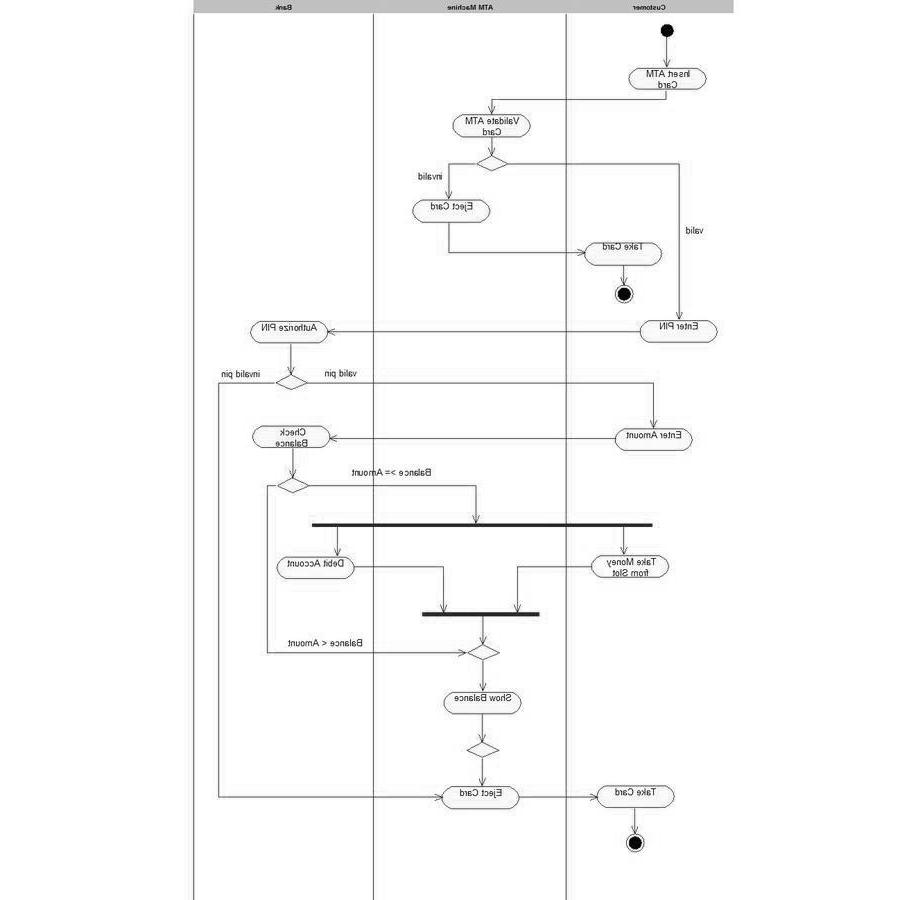 Customer
ATM Machine
Bank
Insert ATM
Card
Validate ATM
Card
invalid
Eject Card
valid
Take Card
Enter PIN
Authorize PIN
valid pin
invalid pin
Enter Amount
Check
Balance
Balance >= Amount
Take Money
from Slot
Debit Account
Balance < Amount
Show Balance
Take Card
Eject Card